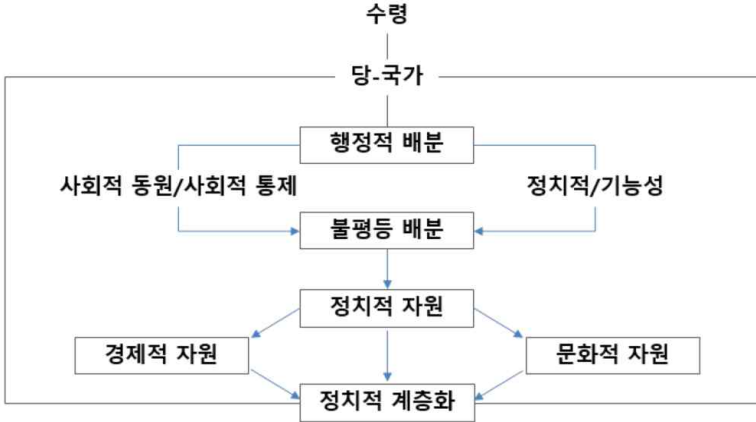 수령
당-국가
행정적 배분
사회적 동원/사회적 통제
정치적/기능성
불평등 배분
정치적 자원
경제적 자원
문화적 자원
정치적 계층화